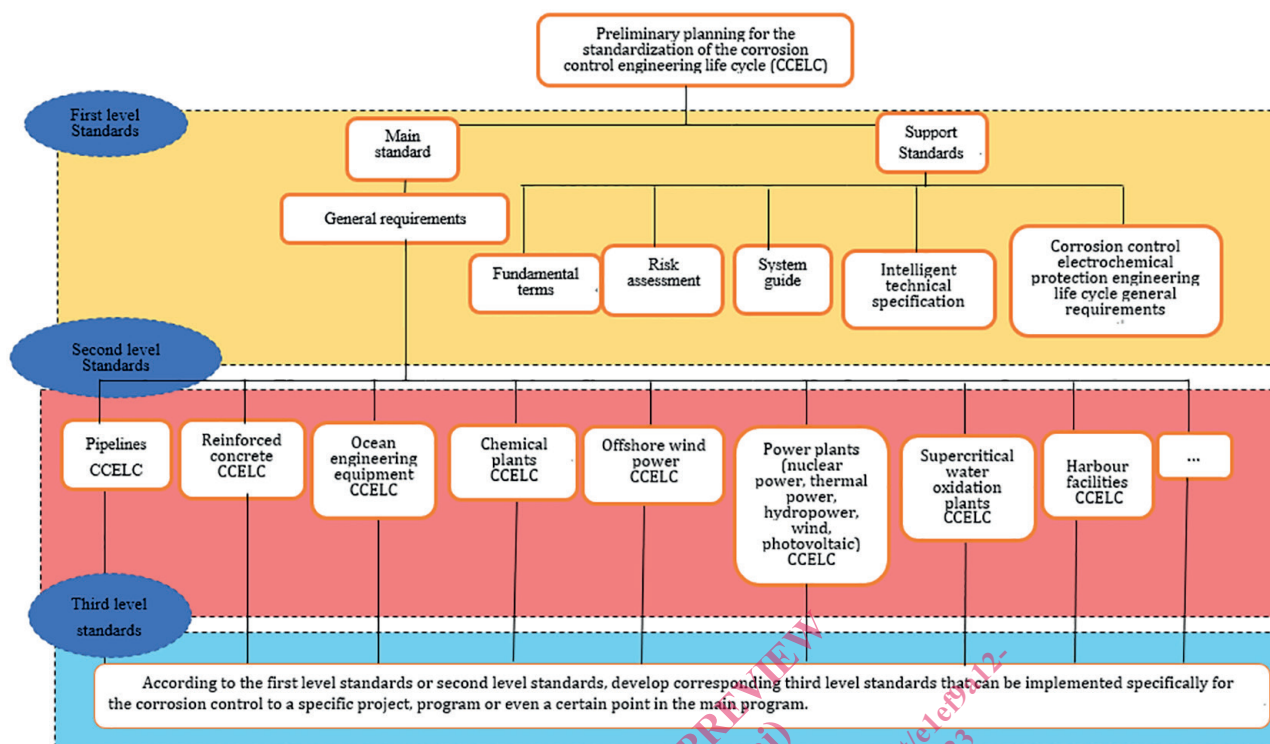 Preliminary planning for the
standardization of the corrosion
control engineering life cycle (CCELC)
First level
Standards
Main
standard
Support
Standards
General requirements
Fundamental
terms
Risk
assessment
System
guide
Intelligent
technical
specification
Corrosion control
electrochemical
protection engineering
life cycle general
requirements
Second level
Standards
Pipelines
CCELC
Reinforced
concrete
CCELC
Ocean
engineering
equipment
CCELC
Chemical
plants
CCELC
Offshore wind
power
CCELC
Power plants
(nuclear
power, thermal
power,
hydropower,
wind,
photovoltaic)
CCELC
Supercritical
water
oxidation
plants
CCELC
Harbour
facilities
CCELC
...
Third level
standards
According to the first level standards or second level standards, develop corresponding third level standards that can be implemented specifically for
the corrosion control to a specific project, program or even a certain point in the main program.
PREVIEW